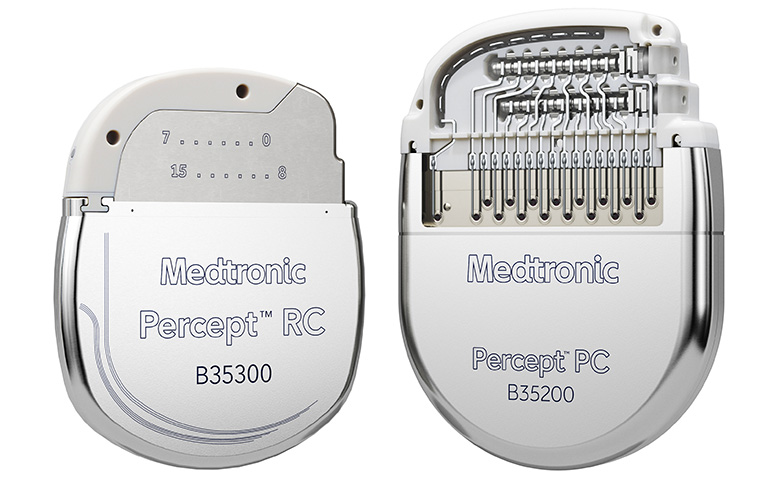 7 . . . . . . 0
15 . . . . . . 8
Medtronic
Percept™ RC
B35300
Medtronic
Percept™ PC
B35200